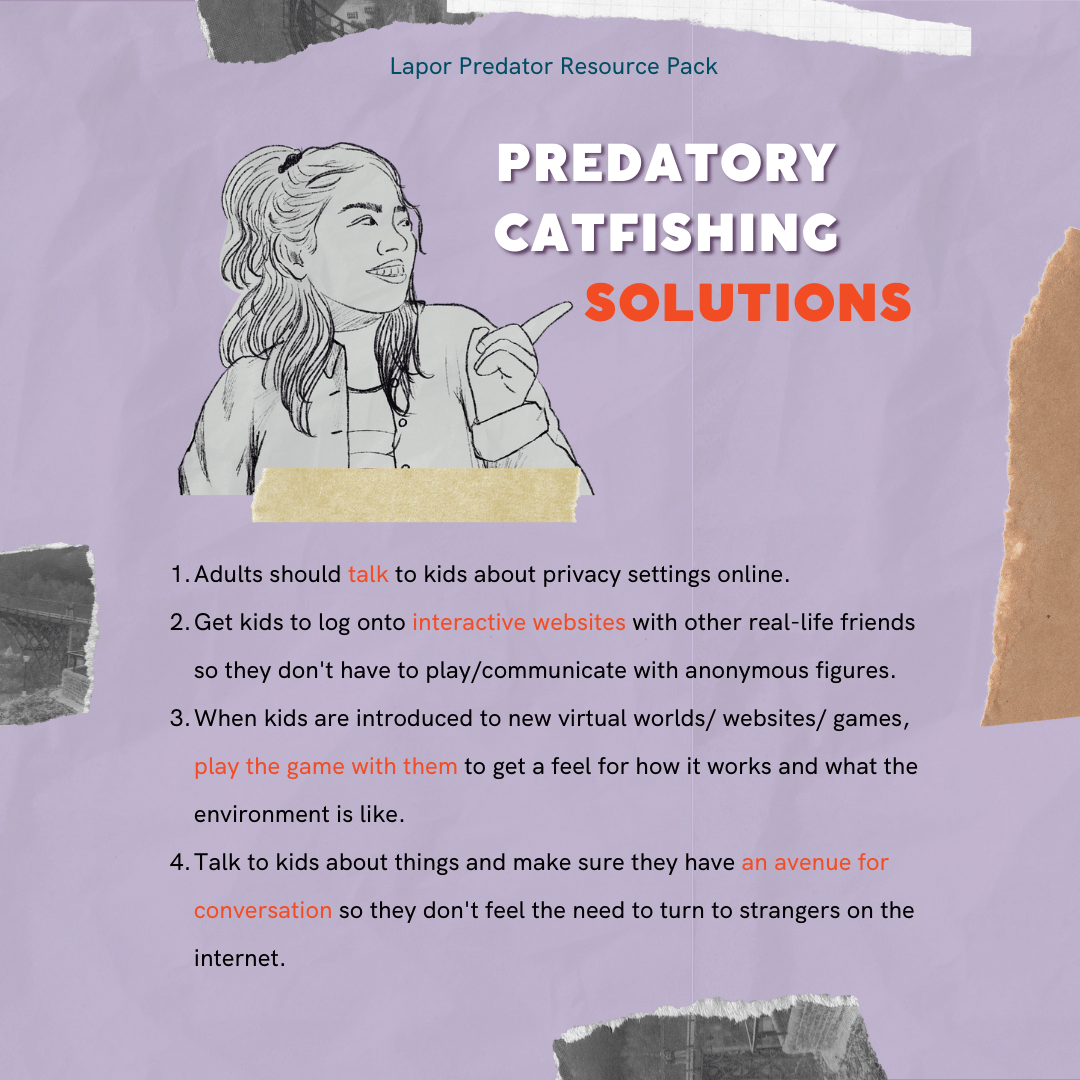 Lapor Predator Resource Pack
PREDATORY
CATFISHING
SOLUTIONS
1. Adults should talk to kids about privacy settings online.
2. Get kids to log onto interactive websites with other real-life friends
so they don't have to play/communicate with anonymous figures.
3. When kids are introduced to new virtual worlds/ websites/ games,
play the game with them to get a feel for how it works and what the
environment is like.
4. Talk to kids about things and make sure they have an avenue for
conversation so they don't feel the need to turn to strangers on the
internet.